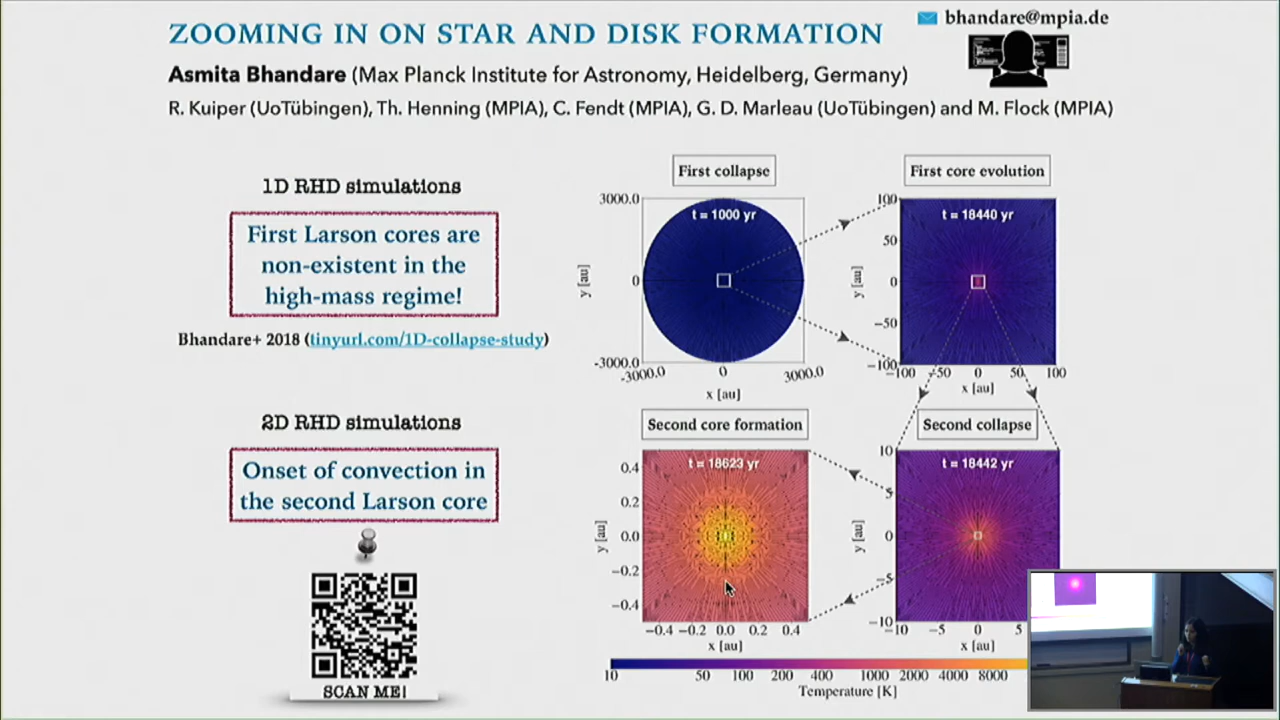 ZOOMING IN ON STAR AND DISK FORMATION
bhandare@mpia.de
Asmita Bhandare (Max Planck Institute for Astronomy, Heidelberg, Germany)
R. Kuiper (UoTübingen), Th. Henning (MPIA), C. Fendt (MPIA), G. D. Marleau (UoTübingen) and M. Flock (MPIA)
1D RHD simulations
First Larson cores are
non-existent in the
high-mass regime!
Bhandare+ 2018 (tinyurl.com/1D-collapse-study)
2D RHD simulations
Onset of convection in
the second Larson core
SCAN ME!
First collapse
t = 1000 yr
3000.0
0
-3000.0
y [au]
-3000.0 0 3000.0
x [au]
First core evolution
t = 18440 yr
100
50
0
−50
−100
y [au]
−100 −50 0 50 100
x [au]
Second core formation
t = 18623 yr
0.4
0.2
0.0
−0.2
−0.4
y [au]
−0.4 −0.2 0.0 0.2 0.4
x [au]
Second collapse
t = 18442 yr
10
5
0
−5
−10
y [au]
−10 −5 0 5
x [au]
10 50 100 200 400 1000 2000 4000 8000
Temperature [K]